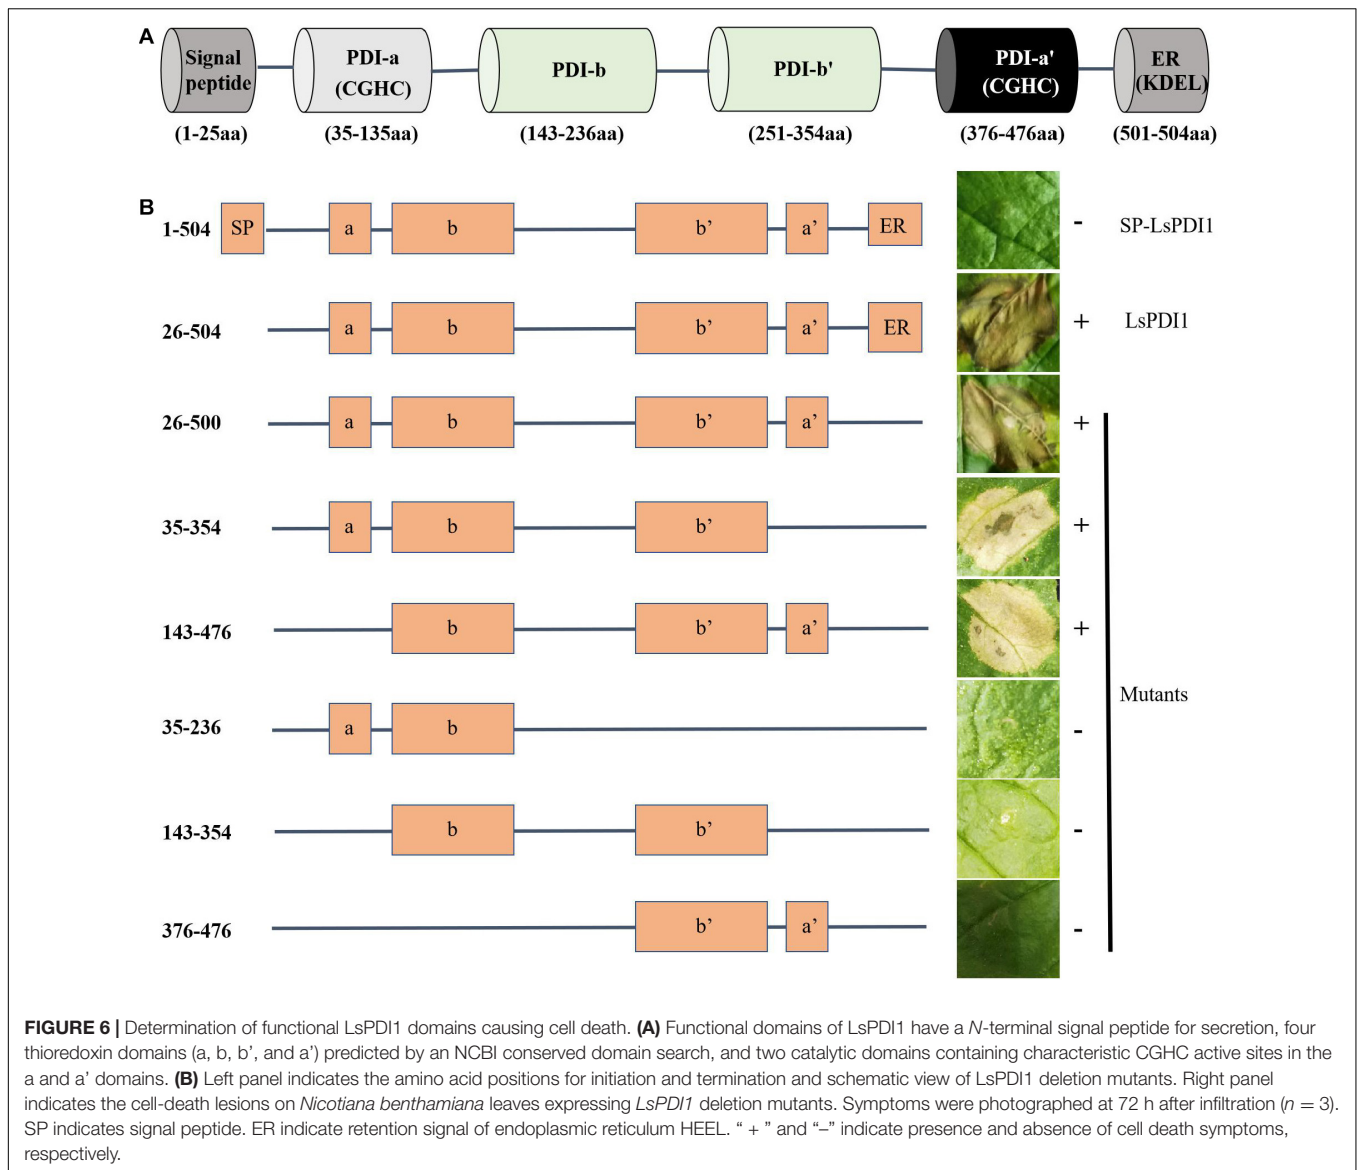 A
Signal peptide
PDI-a (CGHC)
PDI-b
PDI-b'
PDI-a' (CGHC)
ER (KDEL)
(1-25aa)
(35-135aa)
(143-236aa)
(251-354aa)
(376-476aa)
(501-504aa)
B
1-504 SP a b b' a' ER - SP-LsPDI1
26-504 a b b' a' ER + LsPDI1
26-500 a b b' a' +
35-354 a b b' +
143-476 b b' a' +
Mutants
35-236 a b -
143-354 b b' -
376-476 b' a' -
FIGURE 6 | Determination of functional LsPDI1 domains causing cell death. (A) Functional domains of LsPDI1 have a N-terminal signal peptide for secretion, four
thioredoxin domains (a, b, b', and a') predicted by an NCBI conserved domain search, and two catalytic domains containing characteristic CGHC active sites in the
a and a' domains. (B) Left panel indicates the amino acid positions for initiation and termination and schematic view of LsPDI1 deletion mutants. Right panel
indicates the cell-death lesions on Nicotiana benthamiana leaves expressing LsPDI1 deletion mutants. Symptoms were photographed at 72 h after infiltration (n = 3).
SP indicates signal peptide. ER indicate retention signal of endoplasmic reticulum HEEL. " + " and "–" indicate presence and absence of cell death symptoms,
respectively.